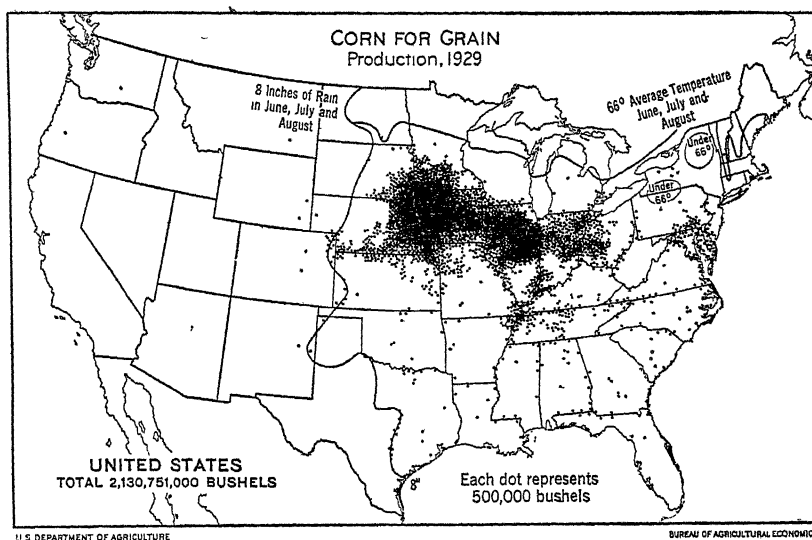 CORN FOR GRAIN
Production, 1929
8 Inches of Rain
in June, July and
August
66° Average Temperature
June, July and
August
Under
66°
Under
66°
UNITED STATES
TOTAL 2,130,751,000 BUSHELS
8"
Each dot represents
500,000 bushels
U.S. DEPARTMENT OF AGRICULTURE
BUREAU OF AGRICULTURAL ECONOMIC